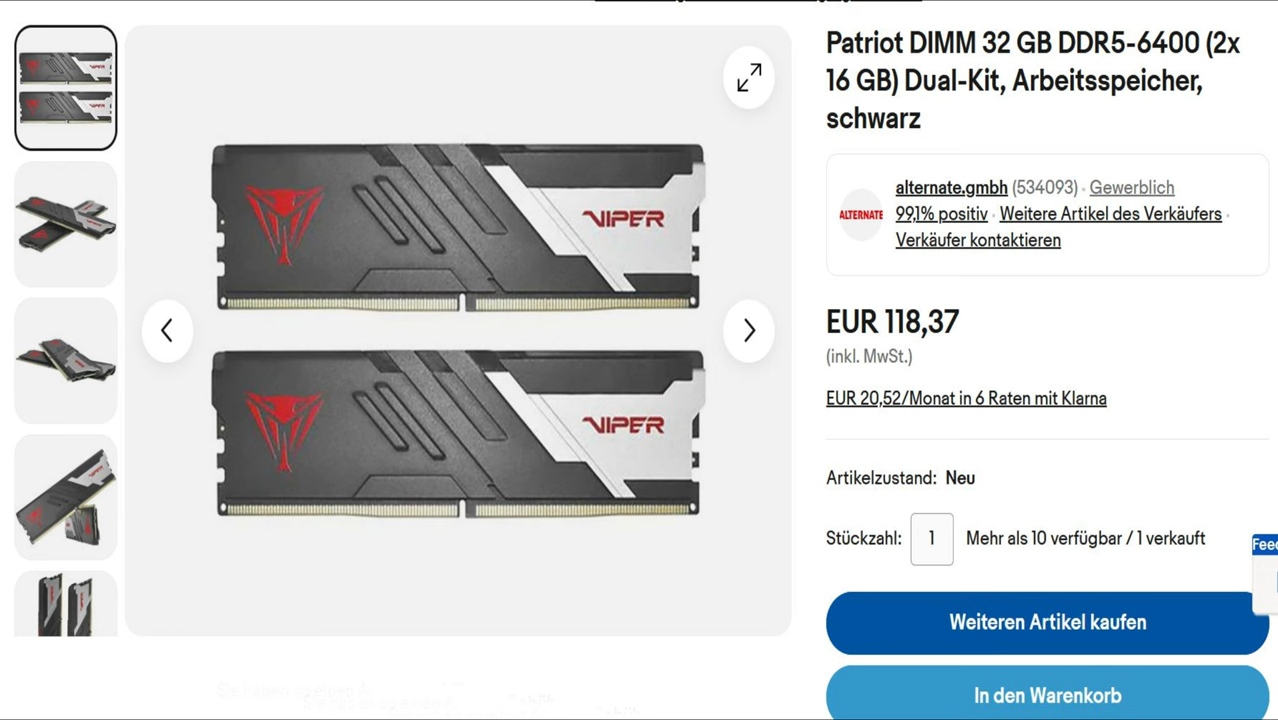 Patriot DIMM 32 GB DDR5-6400 (2x
16 GB) Dual-Kit, Arbeitsspeicher,
schwarz
ALTERNATE
alternate.gmbh (534093) · Gewerblich
99,1% positiv · Weitere Artikel des Verkäufers ·
Verkäufer kontaktieren
VIPER
VIPER
EUR 118,37
(inkl. MwSt.)
EUR 20,52/Monat in 6 Raten mit Klarna
Artikelzustand: Neu
Stückzahl: 1 Mehr als 10 verfügbar / 1 verkauft
Feed
Weiteren Artikel kaufen
In den Warenkorb